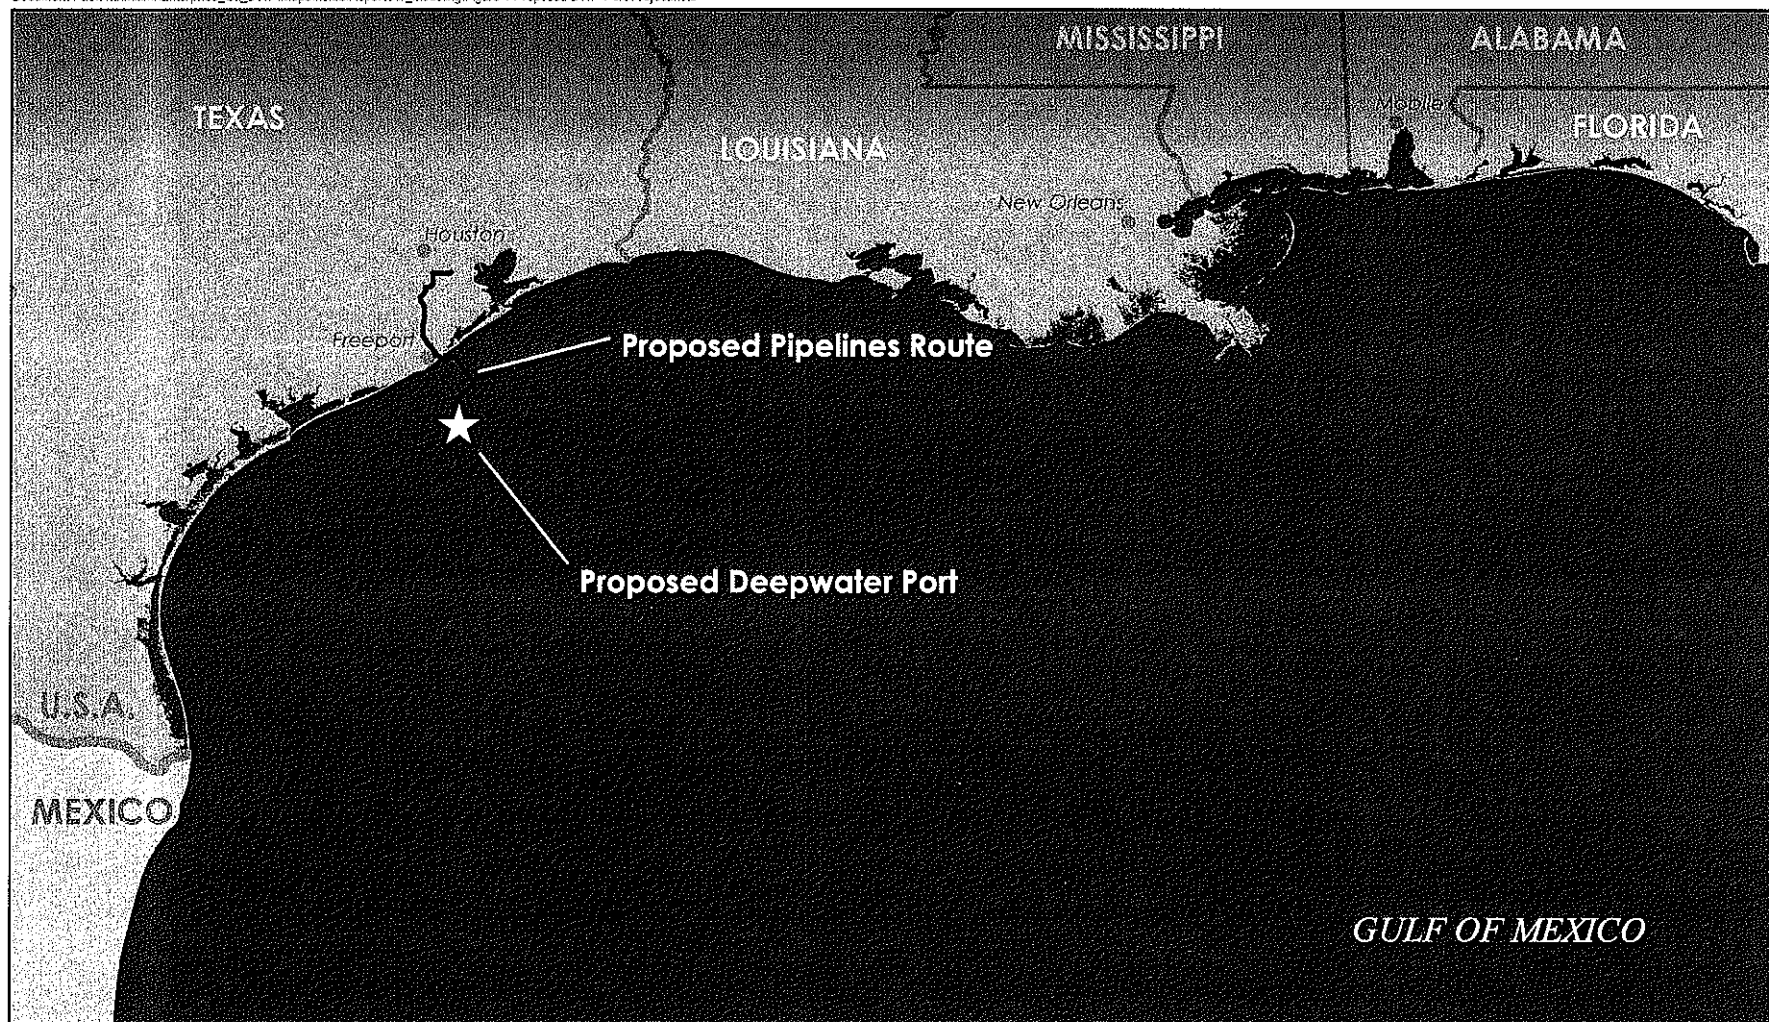 MISSISSIPPI
ALABAMA
TEXAS
Mobile
FLORIDA
LOUISIANA
New Orleans
Houston
Freeport
Proposed Pipelines Route
Proposed Deepwater Port
U.S.A.
MEXICO
GULF OF MEXICO